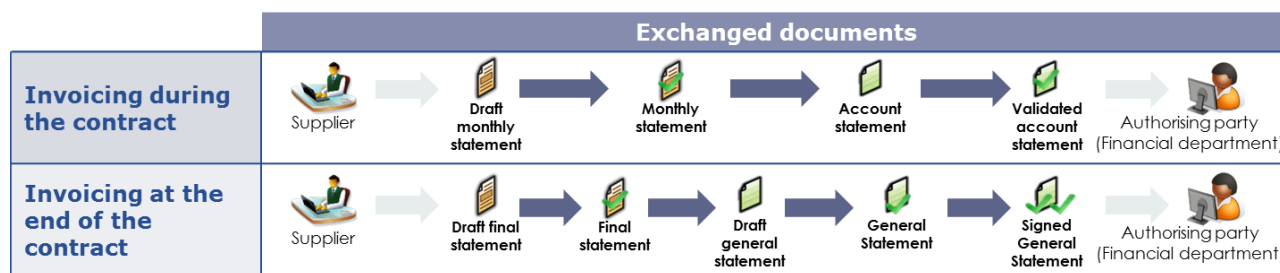 Exchanged documents
Invoicing during
the contract
Supplier
Draft
monthly
statement
Monthly
statement
Account
statement
Validated
account
statement
Authorising party
(Financial department)
Invoicing at the
end of the
contract
Supplier
Draft final
statement
Final
statement
Draft
general
statement
General
Statement
Signed
General
Statement
Authorising party
(Financial department